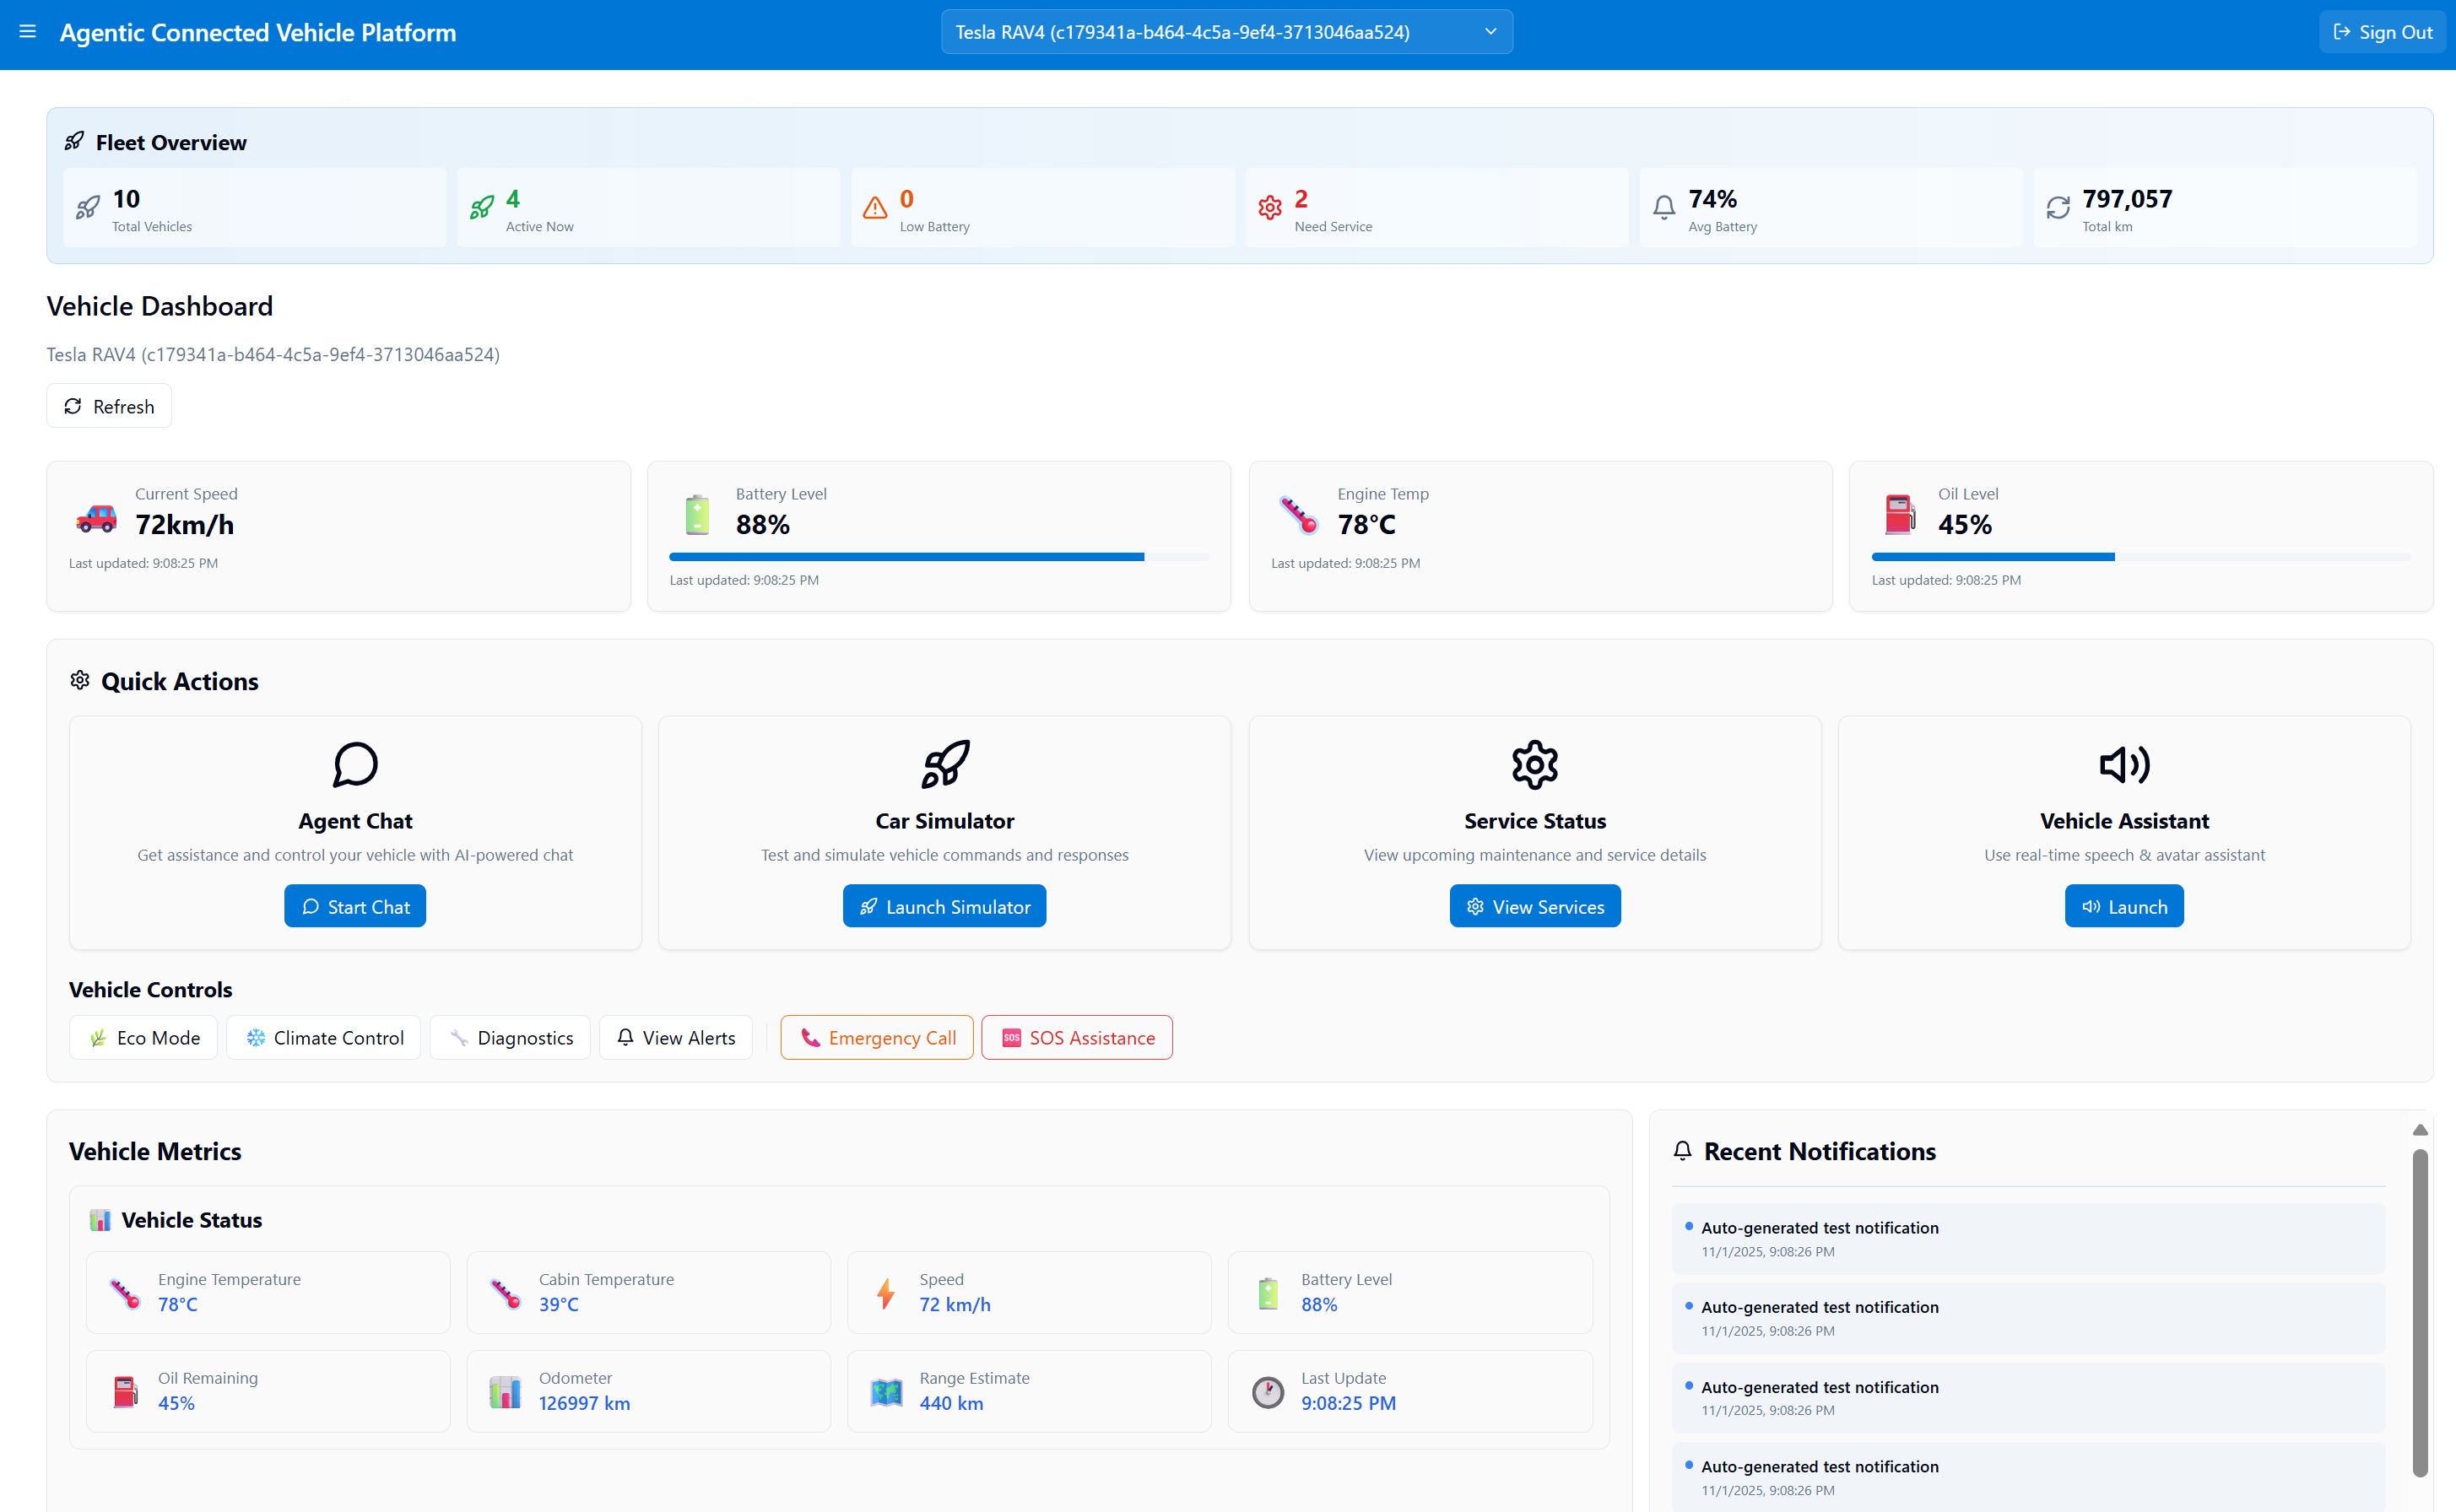 Agentic Connected Vehicle Platform
Tesla RAV4 (c179341a-b464-4c5a-9ef4-3713046aa524)
Sign Out
Fleet Overview
10
Total Vehicles
4
Active Now
0
Low Battery
2
Need Service
74%
Avg Battery
797,057
Total km
Vehicle Dashboard
Tesla RAV4 (c179341a-b464-4c5a-9ef4-3713046aa524)
Refresh
Current Speed
72km/h
Last updated: 9:08:25 PM
Battery Level
88%
Last updated: 9:08:25 PM
Engine Temp
78°C
Last updated: 9:08:25 PM
Oil Level
45%
Last updated: 9:08:25 PM
Quick Actions
Agent Chat
Get assistance and control your vehicle with AI-powered chat
Start Chat
Car Simulator
Test and simulate vehicle commands and responses
Launch Simulator
Service Status
View upcoming maintenance and service details
View Services
Vehicle Assistant
Use real-time speech & avatar assistant
Launch
Vehicle Controls
Eco Mode
Climate Control
Diagnostics
View Alerts
Emergency Call
SOS
SOS Assistance
Vehicle Metrics
Vehicle Status
Engine Temperature
78°C
Cabin Temperature
39°C
Speed
72 km/h
Battery Level
88%
Oil Remaining
45%
Odometer
126997 km
Range Estimate
440 km
Last Update
9:08:25 PM
Recent Notifications
Auto-generated test notification
11/1/2025, 9:08:26 PM
Auto-generated test notification
11/1/2025, 9:08:26 PM
Auto-generated test notification
11/1/2025, 9:08:26 PM
Auto-generated test notification
11/1/2025, 9:08:26 PM